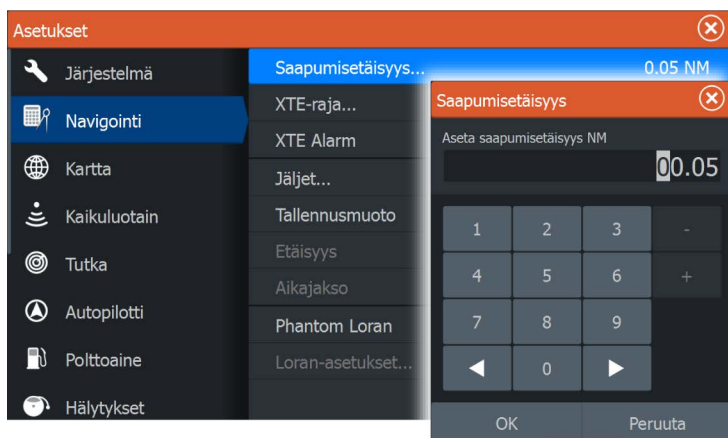 Asetukset
Järjestelmä
Navigointi
Kartta
Kaikuluotain
Tutka
Autopilotti
Polttoaine
Hälytykset
Saapumisetäisyys... 0.05 NM
XTE-raja...
XTE Alarm
Jäljet...
Tallennusmuoto
Etäisyys
Aikajakso
Phantom Loran
Loran-asetukset...
Saapumisetäisyys
Aseta saapumisetäisyys NM
00.05
1 2 3 -
4 5 6 +
7 8 9
0
OK Peruuta